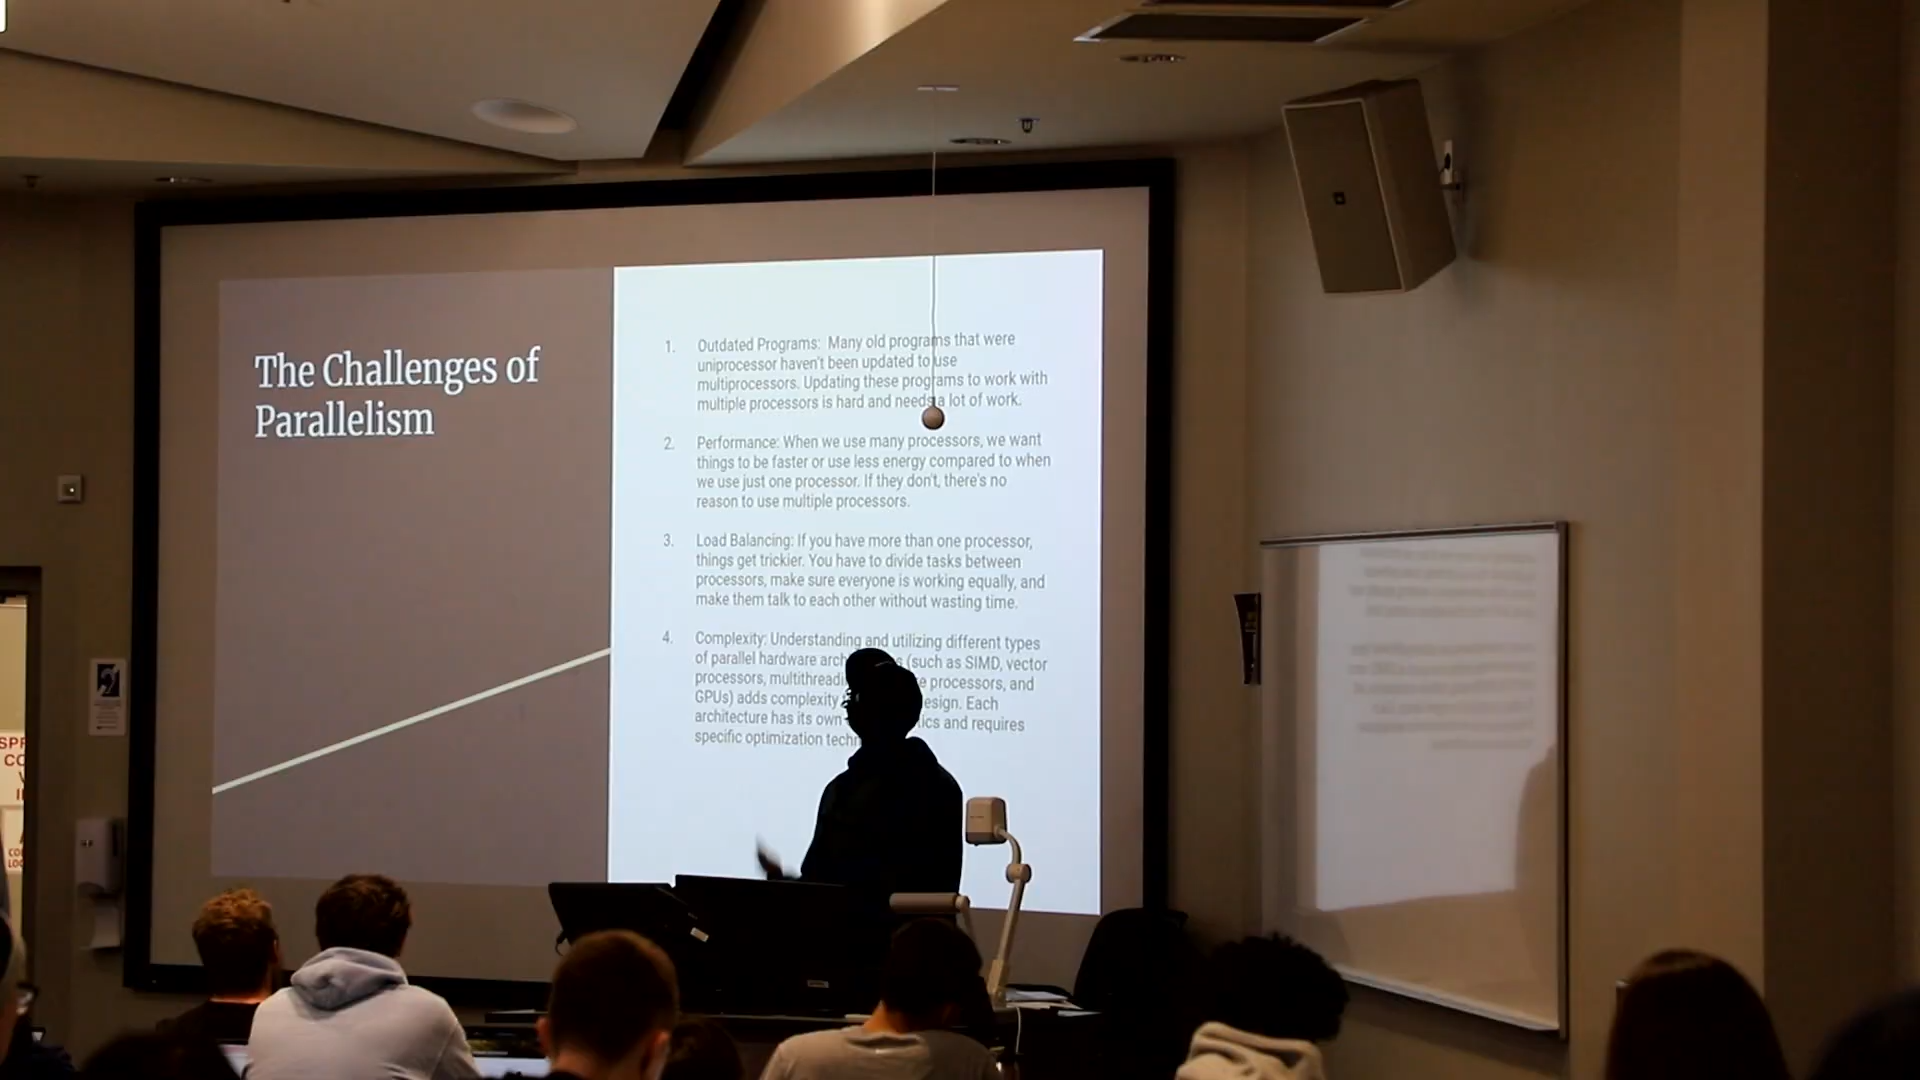 The Challenges of
Parallelism
1. Outdated Programs: Many old programs that were
uniprocessor haven't been updated to use
multiprocessors. Updating these programs to work with
multiple processors is hard and needs a lot of work.
2. Performance: When we use many processors, we want
things to be faster or use less energy compared to when
we use just one processor. If they don't, there's no
reason to use multiple processors.
3. Load Balancing: If you have more than one processor,
things get trickier. You have to divide tasks between
processors, make sure everyone is working equally, and
make them talk to each other without wasting time.
4. Complexity: Understanding and utilizing different types
of parallel hardware (such as SIMD, vector
processors, processors, and
GPUs) adds complexity Each
architecture has its own and requires
specific optimization